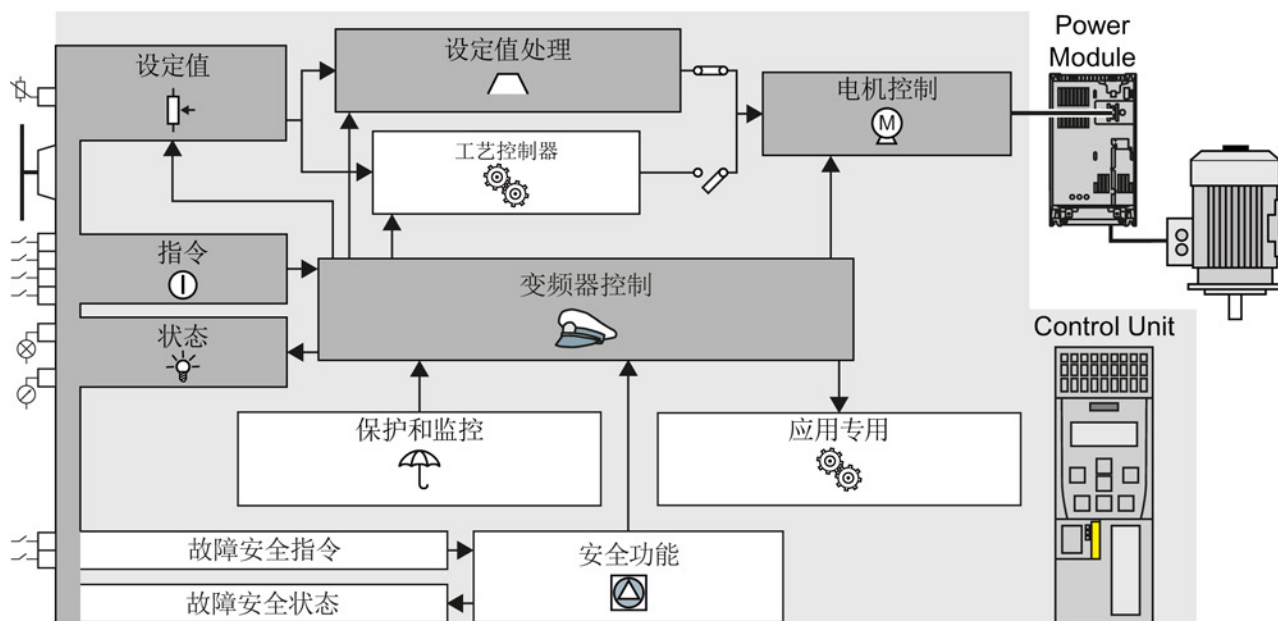 设定值
设定值处理
Power
Module
电机控制
M
工艺控制器
指令
变频器控制
状态
Control Unit
保护和监控
应用专用
故障安全指令
安全功能
故障安全状态